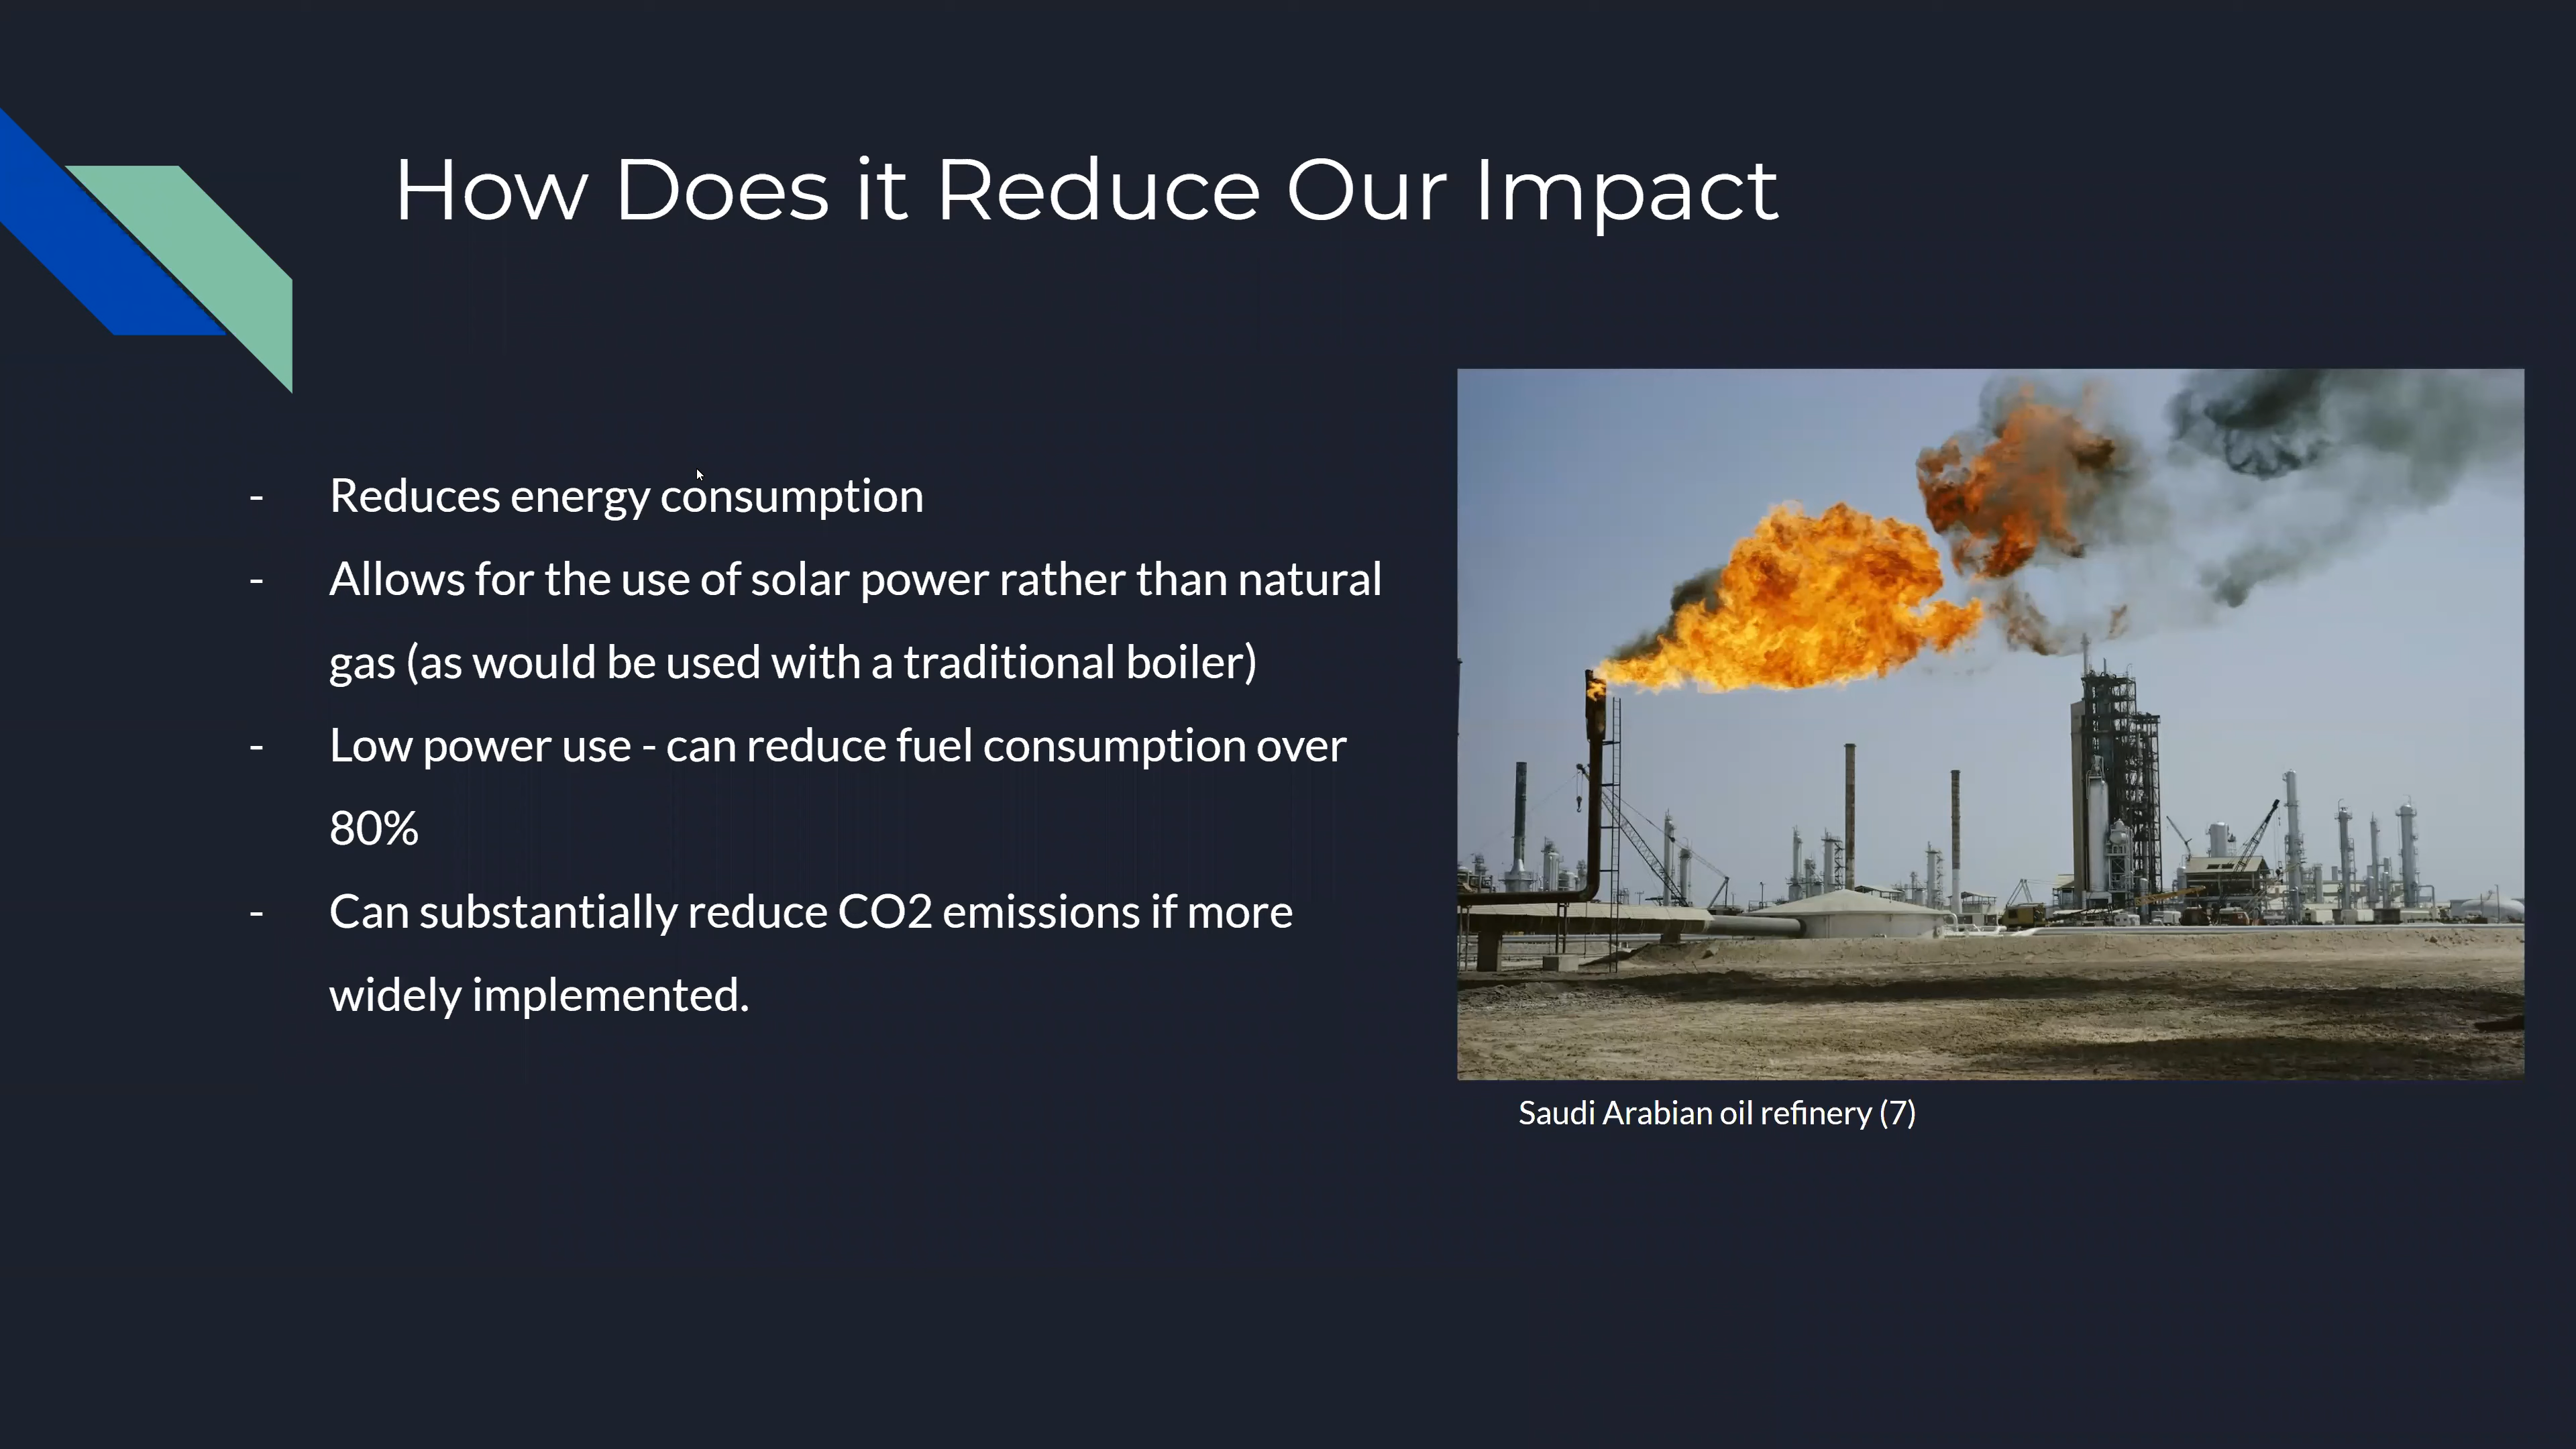 How Does it Reduce Our Impact
- Reduces energy consumption
- Allows for the use of solar power rather than natural
gas (as would be used with a traditional boiler)
- Low power use - can reduce fuel consumption over
80%
- Can substantially reduce CO2 emissions if more
widely implemented.
Saudi Arabian oil refinery (7)